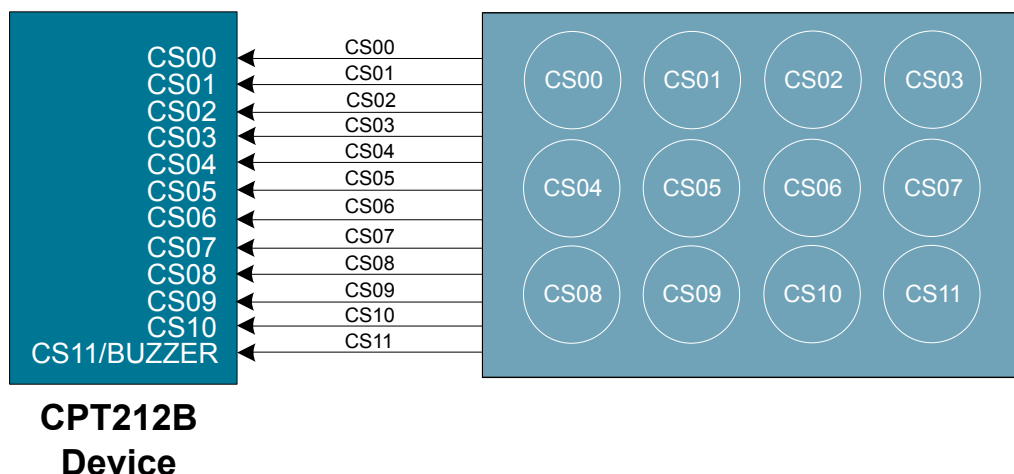 CS00
CS01
CS02
CS03
CS04
CS05
CS06
CS07
CS08
CS09
CS10
CS11/BUZZER
CS00
CS01
CS02
CS03
CS04
CS05
CS06
CS07
CS08
CS09
CS10
CS11
CS00 CS01 CS02 CS03
CS04 CS05 CS06 CS07
CS08 CS09 CS10 CS11
CPT212B
Device